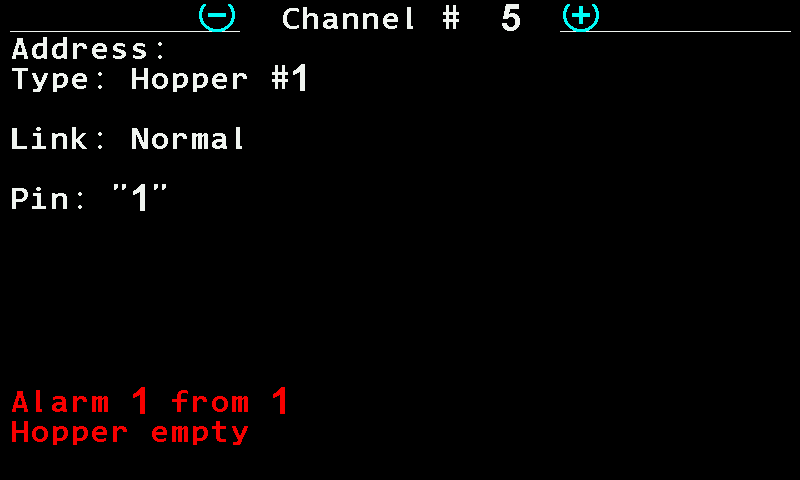 Channel # 5
Address:
Type: Hopper #1
Link: Normal
Pin: "1"
Alarm 1 from 1
Hopper empty